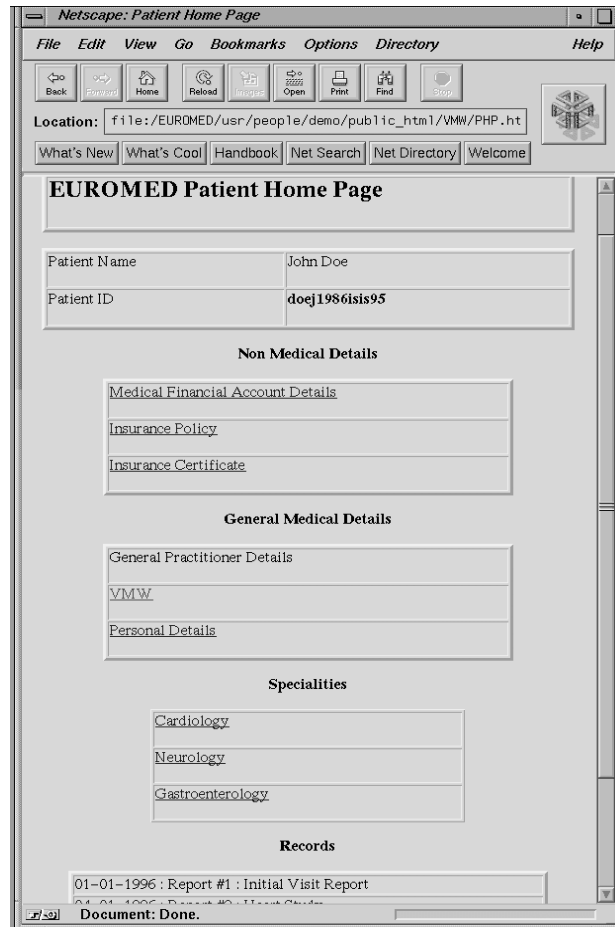 Netscape: Patient Home Page
File Edit View Go Bookmarks Options Directory Help
Back Forward Home Reload Images Open Print Find Stop
Location: file:/EUROMED/usr/people/demo/public_html/VMW/PHP.ht
What's New What's Cool Handbook Net Search Net Directory Welcome
EUROMED Patient Home Page
Patient Name John Doe
Patient ID doej1986isis95
Non Medical Details
Medical Financial Account Details
Insurance Policy
Insurance Certificate
General Medical Details
General Practitioner Details
VMW
Personal Details
Specialities
Cardiology
Neurology
Gastroenterology
Records
01-01-1996 : Report #1 : Initial Visit Report
Document: Done.